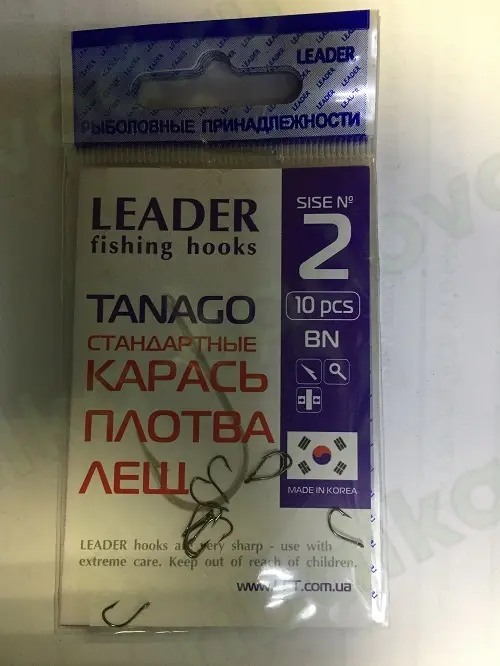 LEADER
РЫБОЛОВНЫЕ ПРИНАДЛЕЖНОСТИ
LEADER
fishing hooks
SISE №
2
10 pcs
BN
TANAGO
СТАНДАРТНЫЕ
КАРАСЬ
ПЛОТВА
ЛЕЩ
MADE IN KOREA
LEADER hooks are very sharp - use with
extreme care. Keep out of reach of children.
.com.ua